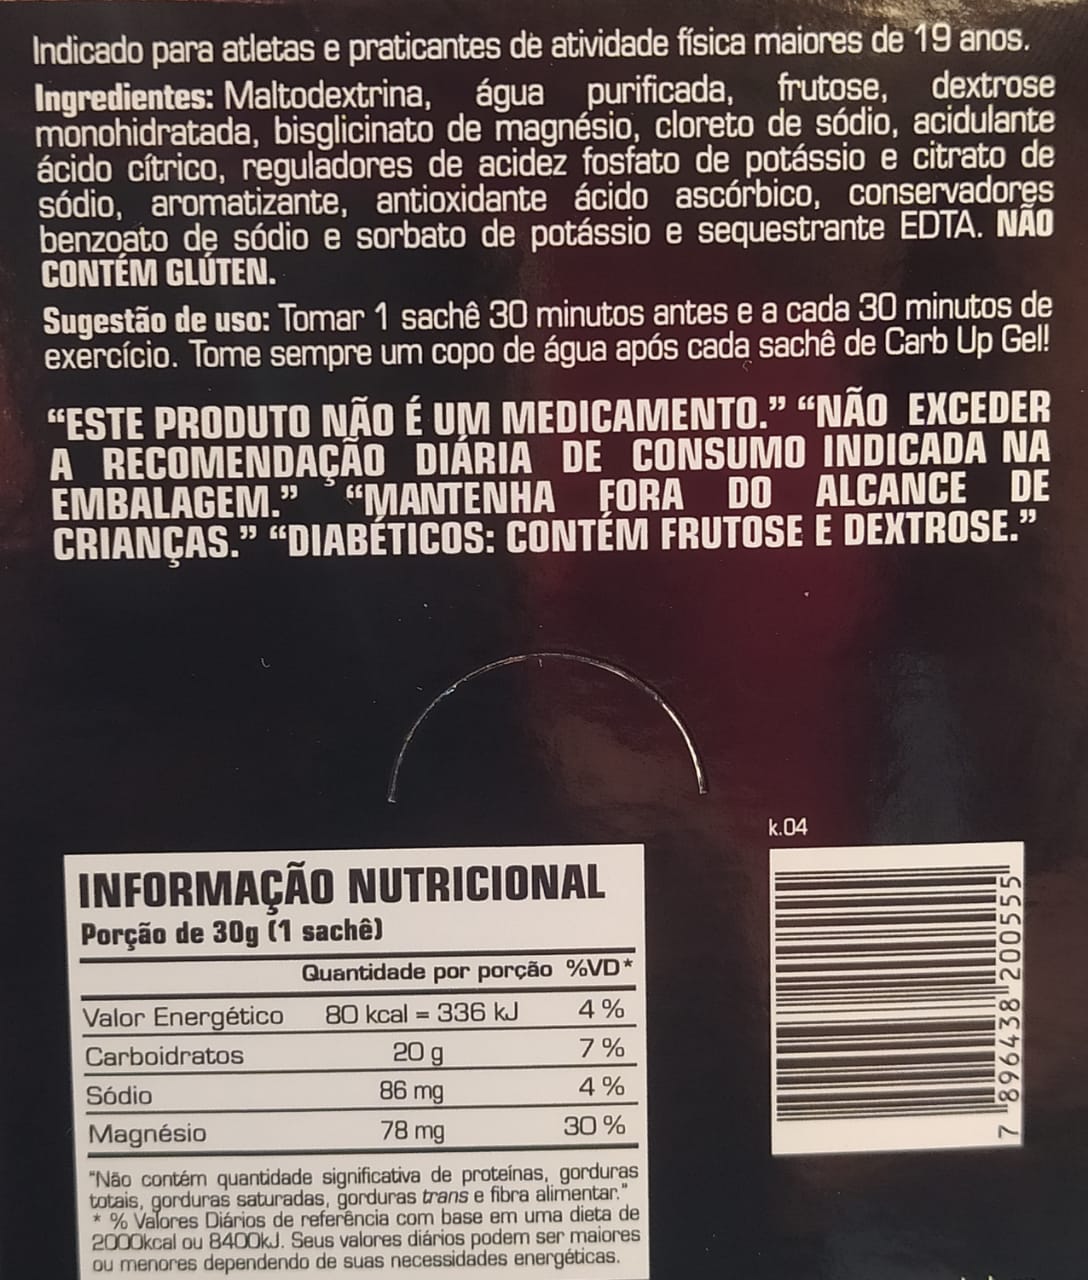 Indicado para atletas e praticantes de atividade física maiores de 19 anos.
Ingredientes: Maltodextrina, água purificada, frutose, dextrose
monohidratada, bisglicinato de magnésio, cloreto de sódio, acidulante
ácido cítrico, reguladores de acidez fosfato de potássio e citrato de
sódio, aromatizante, antioxidante ácido ascórbico, conservadores
benzoato de sódio e sorbato de potássio e sequestrante EDTA. NÃO
CONTÉM GLÚTEN.
Sugestão de uso: Tomar 1 sachê 30 minutos antes e a cada 30 minutos de
exercício. Tome sempre um copo de água após cada sachê de Carb Up Gel!
“ESTE PRODUTO NÃO É UM MEDICAMENTO.” “NÃO EXCEDER
A RECOMENDAÇÃO DIÁRIA DE CONSUMO INDICADA NA
EMBALAGEM.” “MANTENHA FORA DO ALCANCE DE
CRIANÇAS.” “DIABÉTICOS: CONTÉM FRUTOSE E DEXTROSE.”
k.04
INFORMAÇÃO NUTRICIONAL
Porção de 30g (1 sachê)
Quantidade por porção %VD*
Valor Energético 80 kcal = 336 kJ 4 %
Carboidratos 20 g 7 %
Sódio 86 mg 4 %
Magnésio 78 mg 30 %
"Não contém quantidade significativa de proteínas, gorduras
totais, gorduras saturadas, gorduras trans e fibra alimentar."
* % Valores Diários de referência com base em uma dieta de
2000kcal ou 8400kJ. Seus valores diários podem ser maiores
ou menores dependendo de suas necessidades energéticas.
7 896438 200555